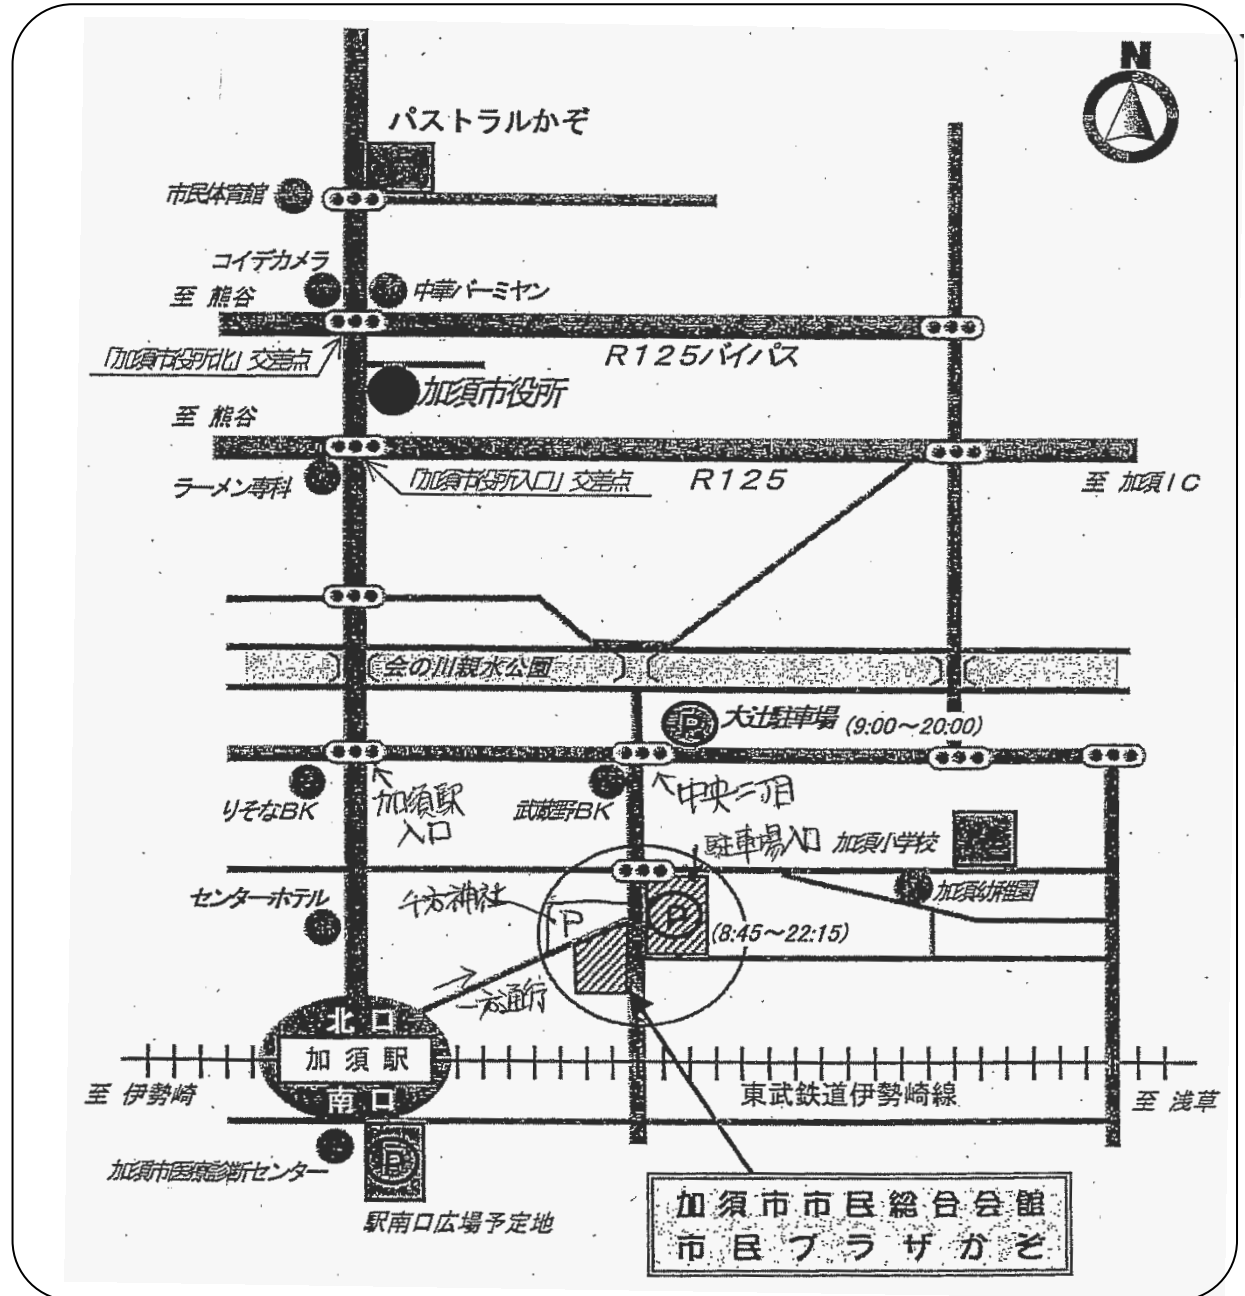 N
パストラルかぞ
市民体育館
コイデカメラ
至 熊谷
中華バーミヤン
「加須市役所北」交差点
R125バイパス
加須市役所
至 熊谷
ラーメン専科
「加須市役所入口」交差点
R125
至 加須IC
会の川親水公園
P
大辻駐車場
(9:00～20:00)
りそなBK
加須駅
入口
武蔵野BK
中央二丁目
駐車場入口
加須小学校
センターホテル
千方神社
P
P
(8:45～22:15)
加須幼稚園
一方通行
北口
加須駅
南口
至 伊勢崎
東武鉄道伊勢崎線
至 浅草
加須市医療診断センター
P
駅南口広場予定地
加須市市民総合会館
市民プラザかぞ